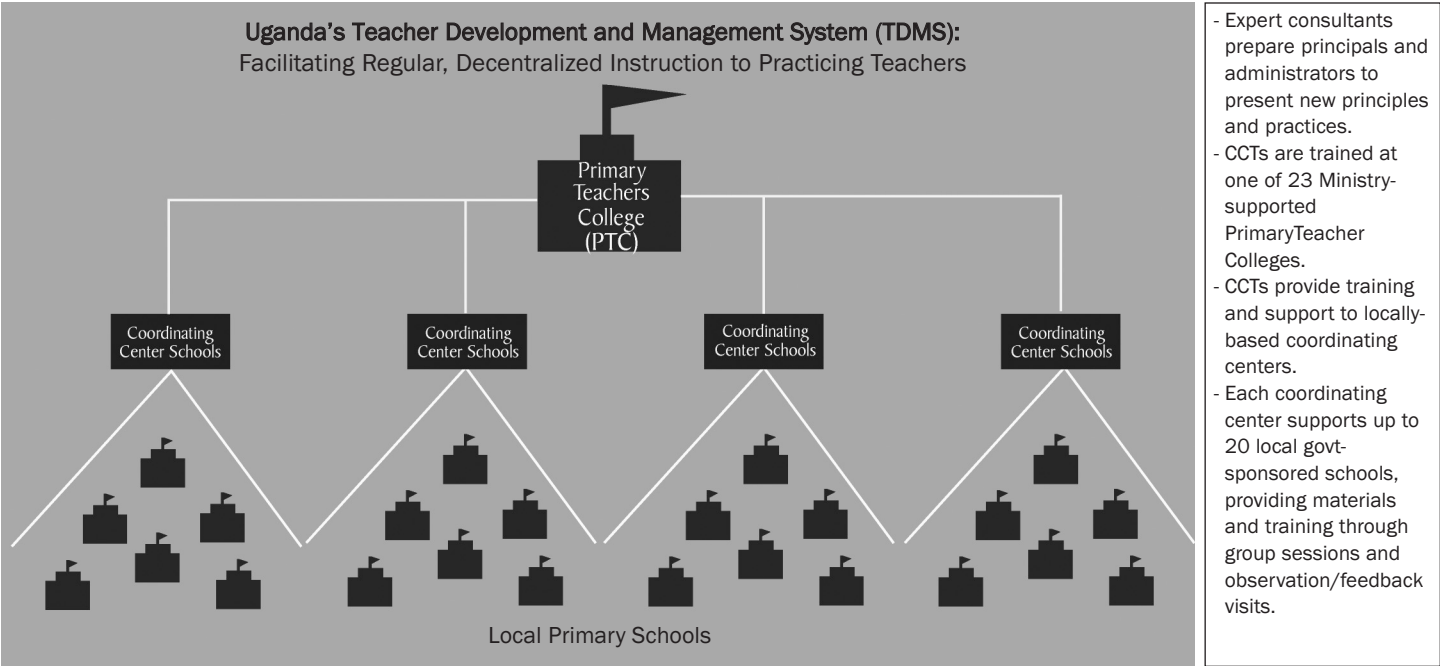 Uganda's Teacher Development and Management System (TDMS):
Facilitating Regular, Decentralized Instruction to Practicing Teachers
Primary
Teachers
College
(PTC)
Coordinating
Center Schools
Coordinating
Center Schools
Coordinating
Center Schools
Coordinating
Center Schools
Local Primary Schools
- Expert consultants
prepare principals and
administrators to
present new principles
and practices.
- CCTs are trained at
one of 23 Ministry-
supported
PrimaryTeacher
Colleges.
- CCTs provide training
and support to locally-
based coordinating
centers.
- Each coordinating
center supports up to
20 local govt-
sponsored schools,
providing materials
and training through
group sessions and
observation/feedback
visits.